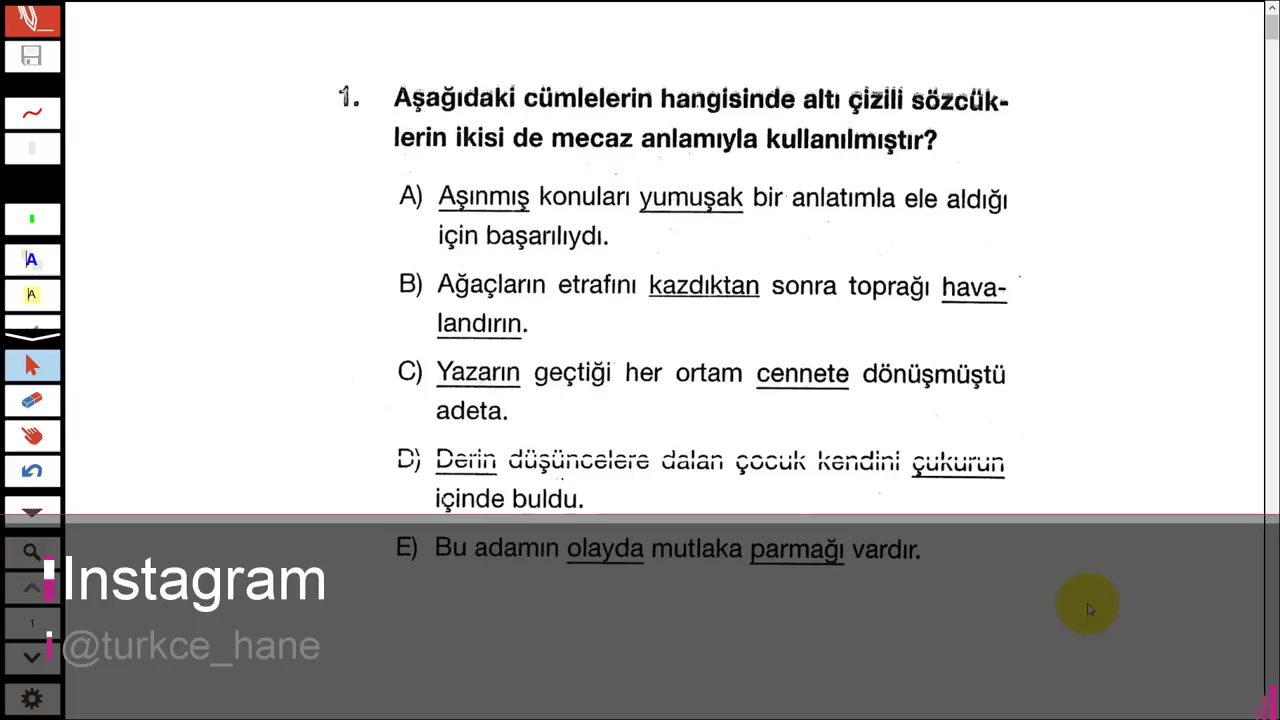 1. Aşağıdaki cümlelerin hangisinde altı çizili sözcük-
lerin ikisi de mecaz anlamıyla kullanılmıştır?
A) Aşınmış konuları yumuşak bir anlatımla ele aldığı
için başarılıydı.
B) Ağaçların etrafını kazdıktan sonra toprağı hava-
landırın.
C) Yazarın geçtiği her ortam cennete dönüşmüştü
adeta.
D) Derin düşüncelere dalan çocuk kendini çukurun
içinde buldu.
E) Bu adamın olayda mutlaka parmağı vardır.
Instagram
@turkce_hane
A
A
1